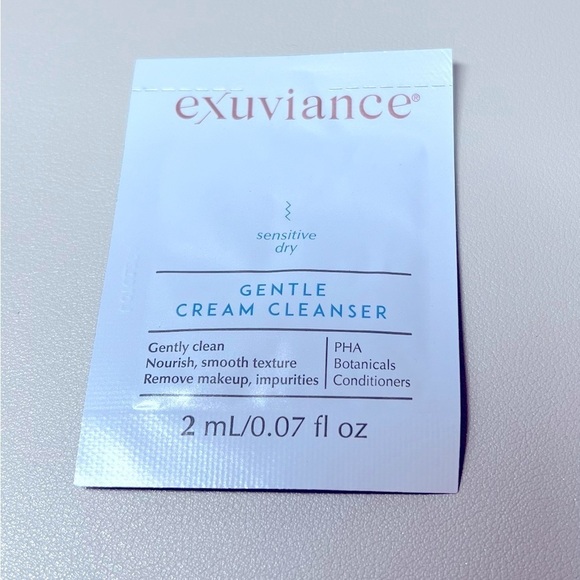 exuviance®
sensitive
dry
GENTLE
CREAM CLEANSER
Gently clean
Nourish, smooth texture
Remove makeup, impurities
PHA
Botanicals
Conditioners
2 mL/0.07 fl oz